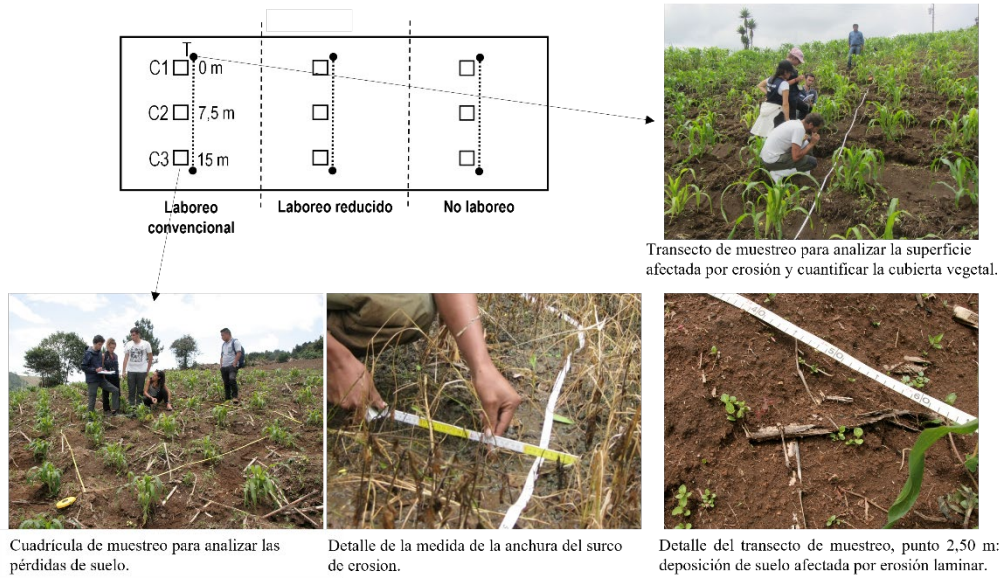 T
C1 0 m
C2 7,5 m
C3 15 m
Laboreo
convencional
Laboreo reducido
No laboreo
Transecto de muestreo para analizar la superficie
afectada por erosión y cuantificar la cubierta vegetal.
Cuadrícula de muestreo para analizar las
pérdidas de suelo.
Detalle de la medida de la anchura del surco
de erosion.
Detalle del transecto de muestreo, punto 2,50 m:
deposición de suelo afectada por erosión laminar.